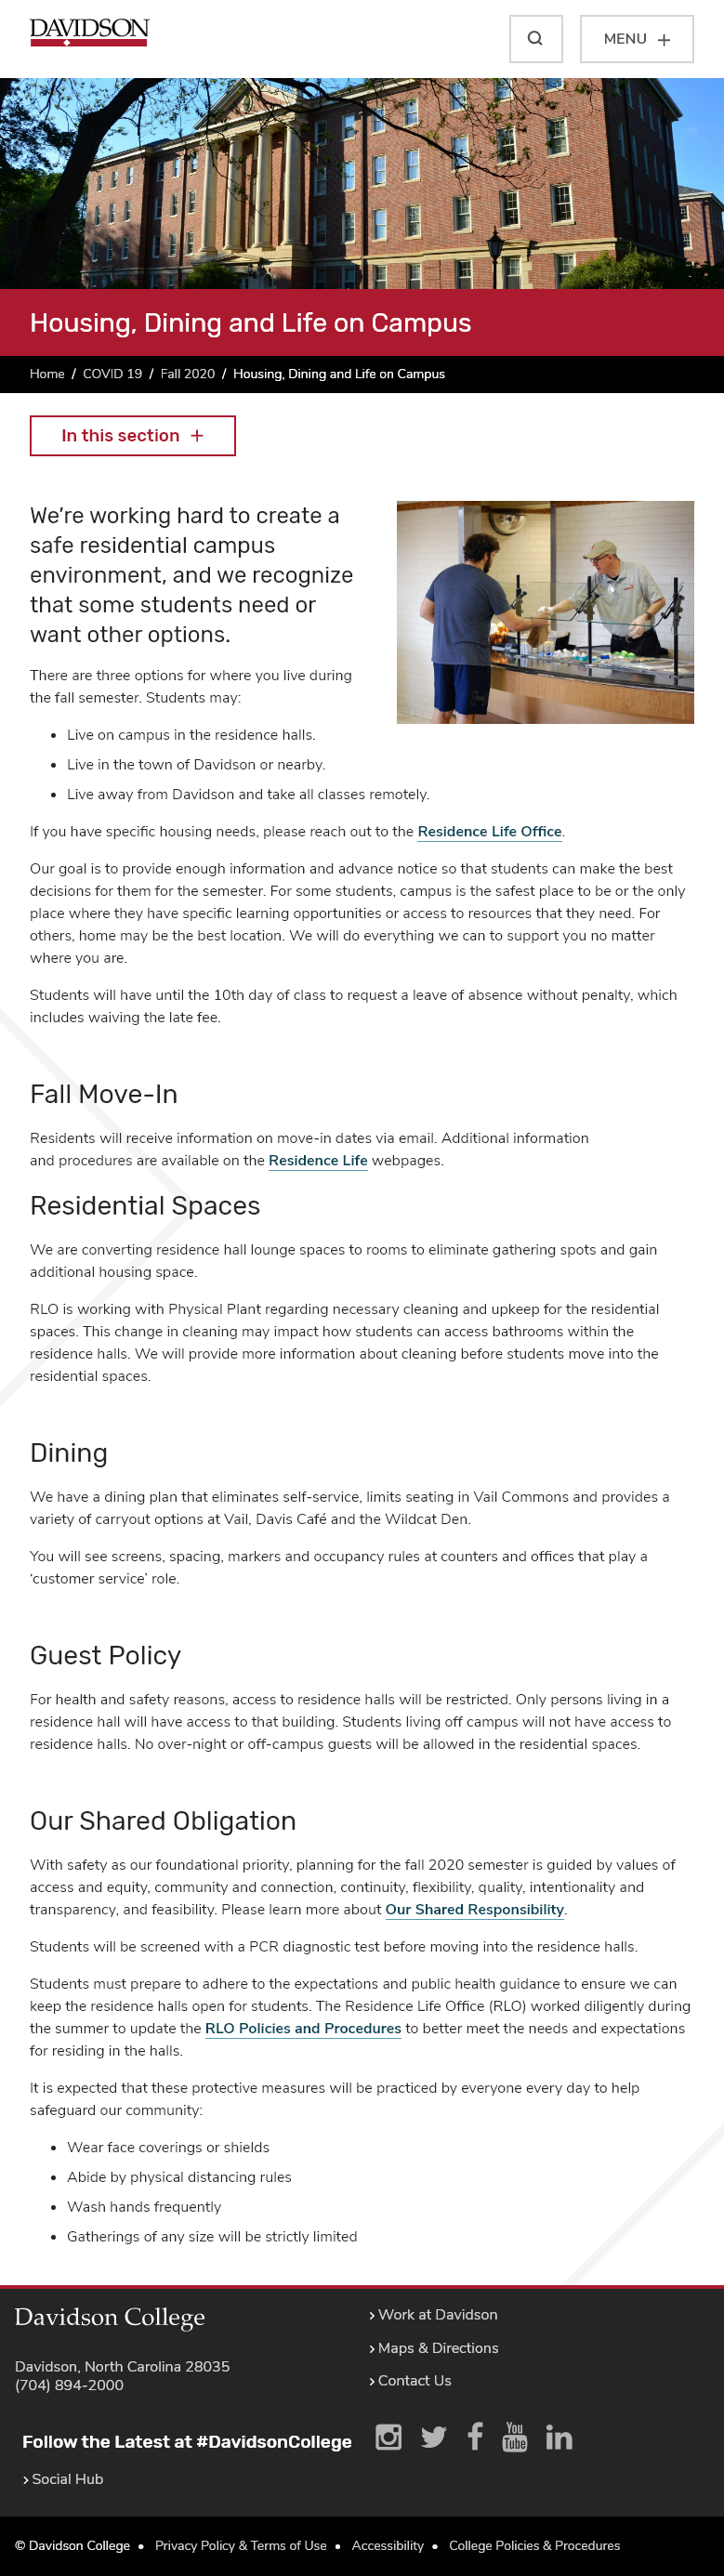 DAVIDSON
MENU
Housing, Dining and Life on Campus
Home / COVID 19 / Fall 2020 / Housing, Dining and Life on Campus
In this section
We’re working hard to create a
safe residential campus
environment, and we recognize
that some students need or
want other options.
There are three options for where you live during
the fall semester. Students may:
• Live on campus in the residence halls.
• Live in the town of Davidson or nearby.
• Live away from Davidson and take all classes remotely.
If you have specific housing needs, please reach out to the Residence Life Office.
Our goal is to provide enough information and advance notice so that students can make the best
decisions for them for the semester. For some students, campus is the safest place to be or the only
place where they have specific learning opportunities or access to resources that they need. For
others, home may be the best location. We will do everything we can to support you no matter
where you are.
Students will have until the 10th day of class to request a leave of absence without penalty, which
includes waiving the late fee.
Fall Move-In
Residents will receive information on move-in dates via email. Additional information
and procedures are available on the Residence Life webpages.
Residential Spaces
We are converting residence hall lounge spaces to rooms to eliminate gathering spots and gain
additional housing space.
RLO is working with Physical Plant regarding necessary cleaning and upkeep for the residential
spaces. This change in cleaning may impact how students can access bathrooms within the
residence halls. We will provide more information about cleaning before students move into the
residential spaces.
Dining
We have a dining plan that eliminates self-service, limits seating in Vail Commons and provides a
variety of carryout options at Vail, Davis Café and the Wildcat Den.
You will see screens, spacing, markers and occupancy rules at counters and offices that play a
‘customer service’ role.
Guest Policy
For health and safety reasons, access to residence halls will be restricted. Only persons living in a
residence hall will have access to that building. Students living off campus will not have access to
residence halls. No over-night or off-campus guests will be allowed in the residential spaces.
Our Shared Obligation
With safety as our foundational priority, planning for the fall 2020 semester is guided by values of
access and equity, community and connection, continuity, flexibility, quality, intentionality and
transparency, and feasibility. Please learn more about Our Shared Responsibility.
Students will be screened with a PCR diagnostic test before moving into the residence halls.
Students must prepare to adhere to the expectations and public health guidance to ensure we can
keep the residence halls open for students. The Residence Life Office (RLO) worked diligently during
the summer to update the RLO Policies and Procedures to better meet the needs and expectations
for residing in the halls.
It is expected that these protective measures will be practiced by everyone every day to help
safeguard our community:
• Wear face coverings or shields
• Abide by physical distancing rules
• Wash hands frequently
• Gatherings of any size will be strictly limited
Davidson College
Davidson, North Carolina 28035
(704) 894-2000
Work at Davidson
Maps & Directions
Contact Us
Follow the Latest at #DavidsonCollege
You Tube
Social Hub
© Davidson College • Privacy Policy & Terms of Use • Accessibility • College Policies & Procedures